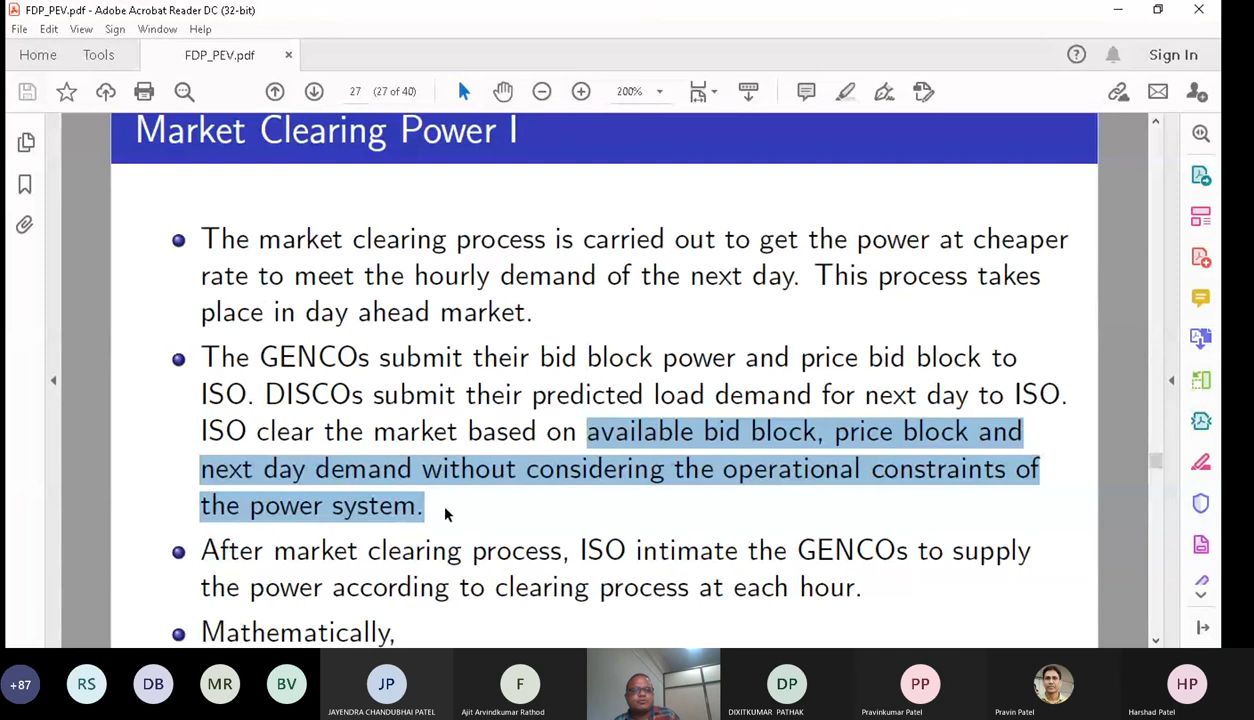 FDP_PEV.pdf - Adobe Acrobat Reader DC (32-bit)
File Edit View Sign Window Help
Home Tools FDP_PEV.pdf × Sign In
27 (27 of 40) 200%
Market Clearing Power I
The market clearing process is carried out to get the power at cheaper
rate to meet the hourly demand of the next day. This process takes
place in day ahead market.
The GENCOs submit their bid block power and price bid block to
ISO. DISCOs submit their predicted load demand for next day to ISO.
ISO clear the market based on available bid block, price block and
next day demand without considering the operational constraints of
the power system.
After market clearing process, ISO intimate the GENCOs to supply
the power according to clearing process at each hour.
Mathematically,
+87 RS DB MR BV JP F DP PP HP
JAYENDRA CHANDUBHAI PATEL Ajit Arvindkumar Rathod DIXITKUMAR PATHAK Pravinkumar Patel Pravin Patel Harshad Patel